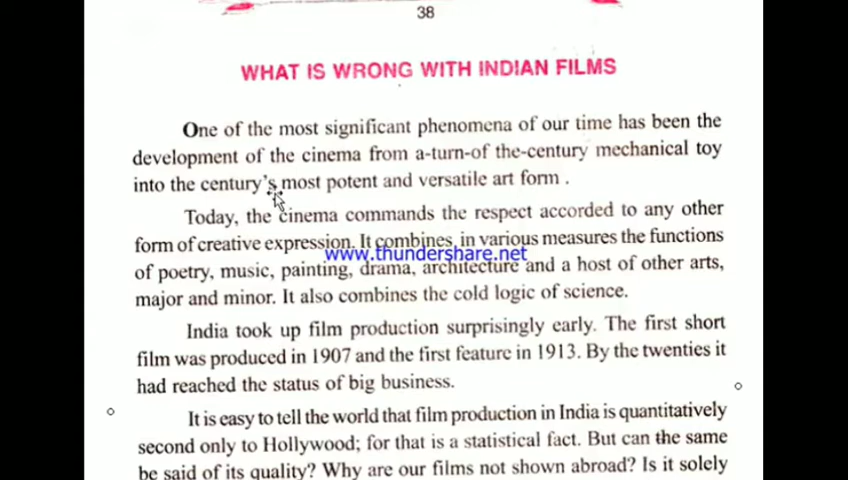 38
WHAT IS WRONG WITH INDIAN FILMS
One of the most significant phenomena of our time has been the
development of the cinema from a-turn-of the-century mechanical toy
into the century's most potent and versatile art form .
Today, the cinema commands the respect accorded to any other
form of creative expression. It combines, in various measures the functions
www.thundershare.net
of poetry, music, painting, drama, architecture and a host of other arts,
major and minor. It also combines the cold logic of science.
India took up film production surprisingly early. The first short
film was produced in 1907 and the first feature in 1913. By the twenties it
had reached the status of big business.
It is easy to tell the world that film production in India is quantitatively
second only to Hollywood; for that is a statistical fact. But can the same
be said of its quality? Why are our films not shown abroad? Is it solely